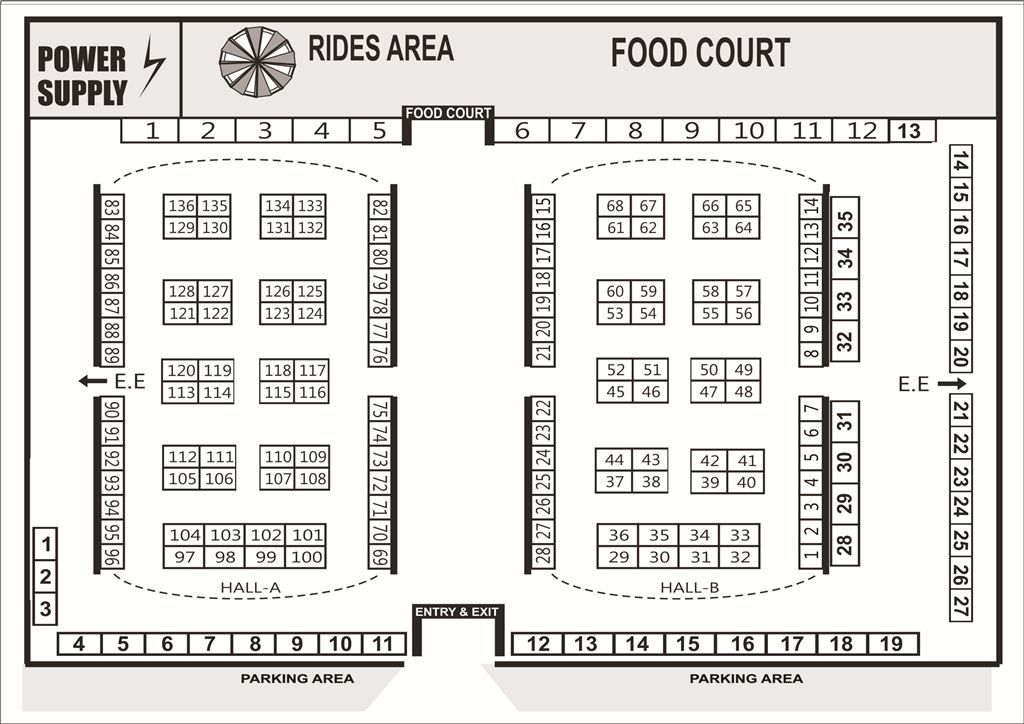 POWER
SUPPLY
RIDES AREA
FOOD COURT
FOOD COURT
1 2 3 4 5
6 7 8 9 10 11 12 13
83 84 85 86 87 88 89
90 91 92 93 94 95 96
136 135 134 133
129 130 131 132
128 127 126 125
121 122 123 124
120 119 118 117
113 114 115 116
112 111 110 109
105 106 107 108
104 103 102 101
97 98 99 100
82 81 80 79 78 77 76
75 74 73 72 71 70 69
E.E
HALL-A
15 16 17 18 19 20 21
22 23 24 25 26 27 28
68 67 66 65
61 62 63 64
60 59 58 57
53 54 55 56
52 51 50 49
45 46 47 48
44 43 42 41
37 38 39 40
36 35 34 33
29 30 31 32
14 13 12 11 10 9 8
7 6 5 4 3 2 1
HALL-B
35 34 33 32
31 30 29 28
E.E
14 15 16 17 18 19 20
21 22 23 24 25 26 27
1
2
3
ENTRY & EXIT
4 5 6 7 8 9 10 11
12 13 14 15 16 17 18 19
PARKING AREA
PARKING AREA